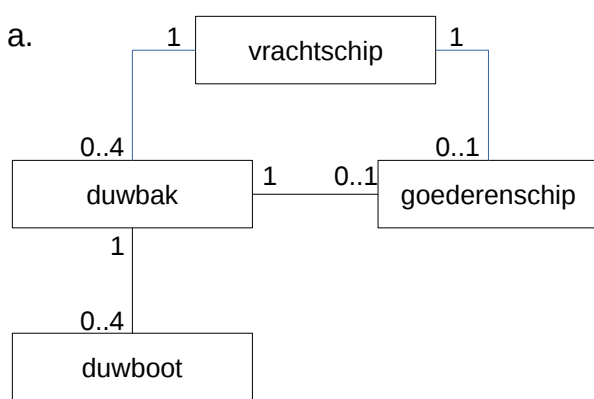 a.
1 vrachtschip 1
0..4 0..1
duwbak 1 0..1 goederenschip
1
0..4
duwboot